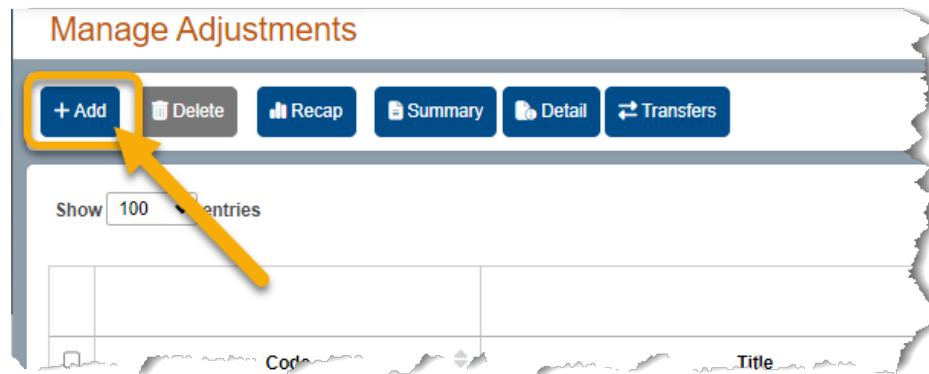 Manage Adjustments
+ Add Delete Recap Summary Detail Transfers
Show 100 entries
Code Title